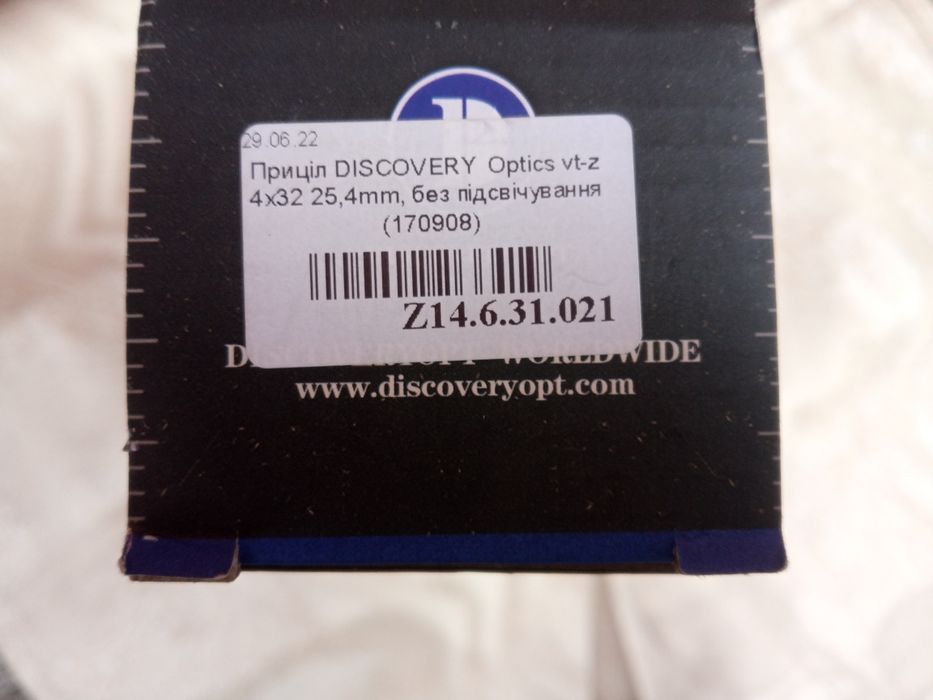 29.06.22
Приціл DISCOVERY Optics vt-z
4x32 25,4mm, без підсвічування
(170908)
Z14.6.31.021
WORLDWIDE
www.discoveryopt.com